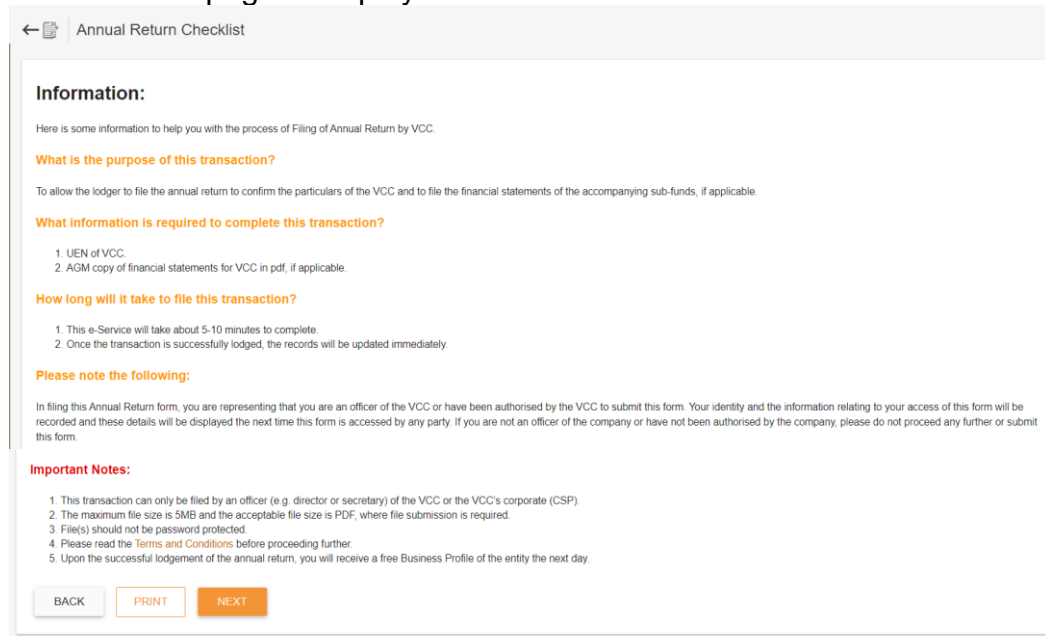 Annual Return Checklist
Information:
Here is some information to help you with the process of Filing of Annual Return by VCC.
What is the purpose of this transaction?
To allow the lodger to file the annual return to confirm the particulars of the VCC and to file the financial statements of the accompanying sub-funds, if applicable.
What information is required to complete this transaction?
1. UEN of VCC.
2. AGM copy of financial statements for VCC in pdf, if applicable.
How long will it take to file this transaction?
1. This e-Service will take about 5-10 minutes to complete.
2. Once the transaction is successfully lodged, the records will be updated immediately.
Please note the following:
In filing this Annual Return form, you are representing that you are an officer of the VCC or have been authorised by the VCC to submit this form. Your identity and the information relating to your access of this form will be
recorded and these details will be displayed the next time this form is accessed by any party. If you are not an officer of the company or have not been authorised by the company, please do not proceed any further or submit
this form.
Important Notes:
1. This transaction can only be filed by an officer (e.g. director or secretary) of the VCC or the VCC's corporate (CSP).
2. The maximum file size is 5MB and the acceptable file size is PDF, where file submission is required.
3. File(s) should not be password protected.
4. Please read the Terms and Conditions before proceeding further.
5. Upon the successful lodgement of the annual return, you will receive a free Business Profile of the entity the next day.
BACK PRINT NEXT